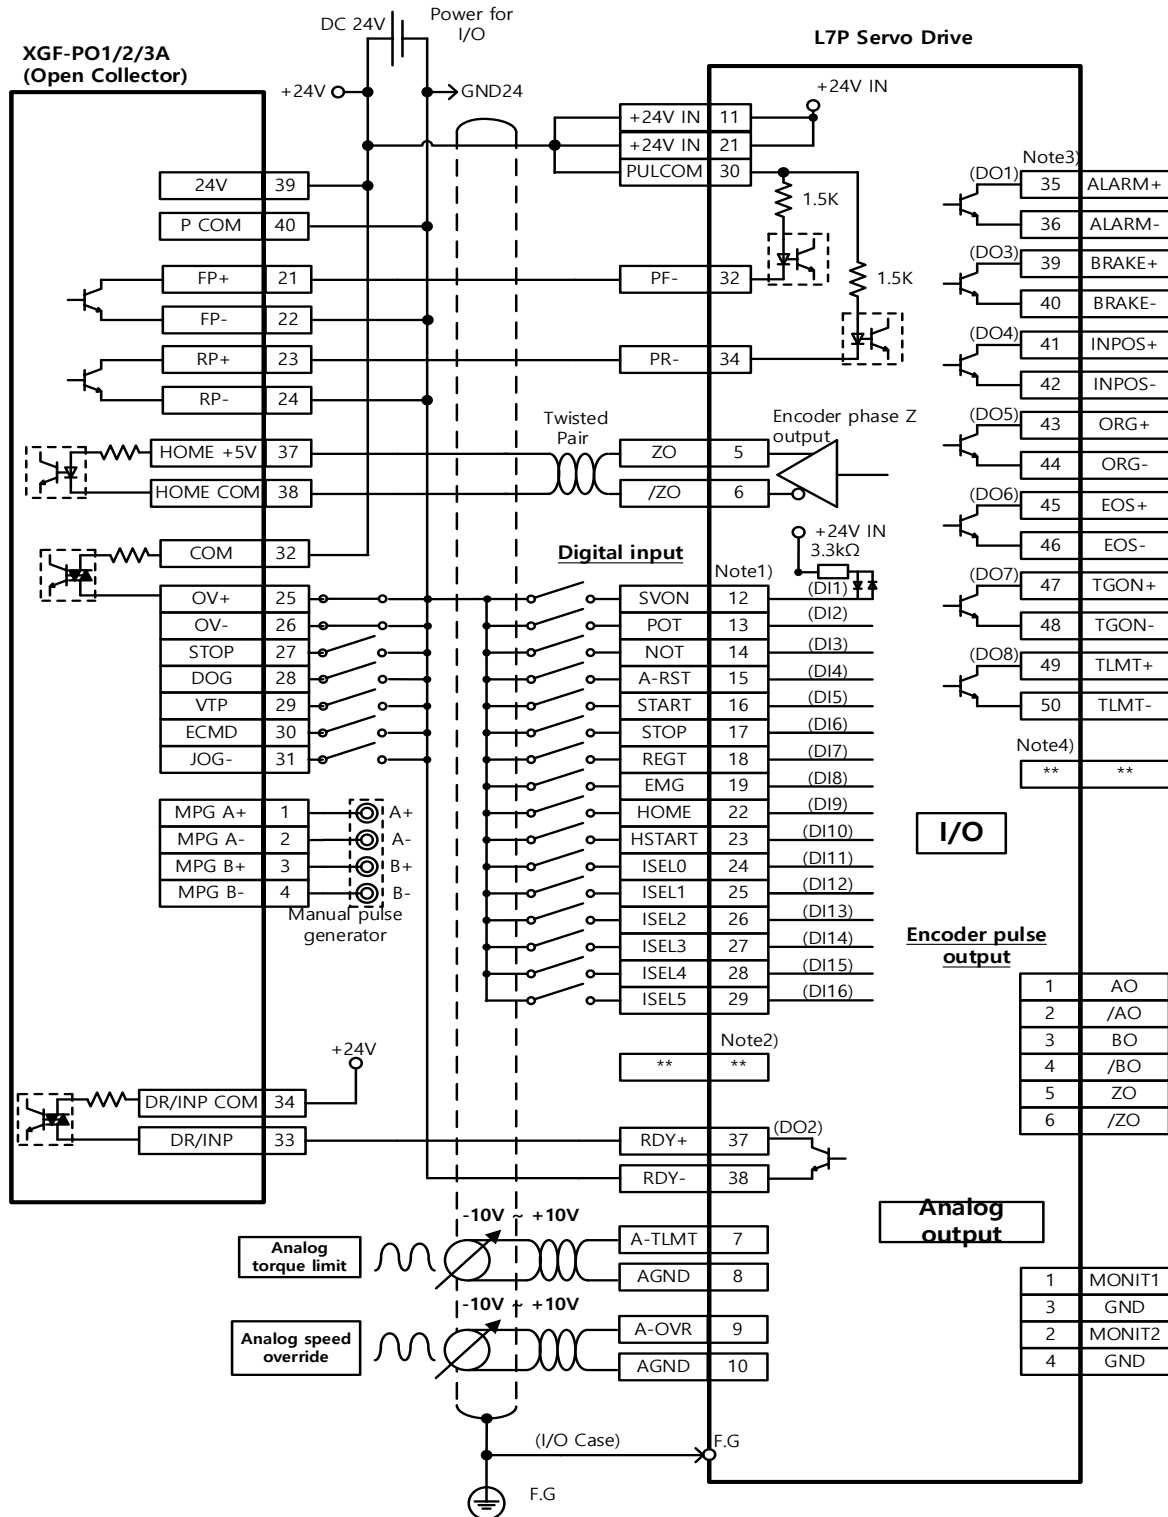 DC 24V
Power for
I/O
XGF-PO1/2/3A
(Open Collector)
L7P Servo Drive
+24V
GND24
+24V IN
+24V IN 11
+24V IN 21
PULCOM 30
1.5K
1.5K
24V 39
P COM 40
FP+ 21
FP- 22
RP+ 23
RP- 24
PF- 32
PR- 34
HOME +5V 37
HOME COM 38
Twisted
Pair
ZO 5
/ZO 6
Encoder phase Z
output
COM 32
OV+ 25
OV- 26
STOP 27
DOG 28
VTP 29
ECMD 30
JOG- 31
MPG A+ 1 A+
MPG A- 2 A-
MPG B+ 3 B+
MPG B- 4 B-
Manual pulse
generator
Digital input
+24V IN
3.3kΩ
Note1)
SVON 12 (DI1)
POT 13 (DI2)
NOT 14 (DI3)
A-RST 15 (DI4)
START 16 (DI5)
STOP 17 (DI6)
REGT 18 (DI7)
EMG 19 (DI8)
HOME 22 (DI9)
HSTART 23 (DI10)
ISEL0 24 (DI11)
ISEL1 25 (DI12)
ISEL2 26 (DI13)
ISEL3 27 (DI14)
ISEL4 28 (DI15)
ISEL5 29 (DI16)
Note2)
** **
+24V
DR/INP COM 34
DR/INP 33
RDY+ 37 (DO2)
RDY- 38
-10V ~ +10V
Analog
torque limit
A-TLMT 7
AGND 8
-10V ~ +10V
Analog speed
override
A-OVR 9
AGND 10
(I/O Case)
F.G
F.G
Note3)
(DO1) 35 ALARM+
36 ALARM-
(DO3) 39 BRAKE+
40 BRAKE-
(DO4) 41 INPOS+
42 INPOS-
(DO5) 43 ORG+
44 ORG-
(DO6) 45 EOS+
46 EOS-
(DO7) 47 TGON+
48 TGON-
(DO8) 49 TLMT+
50 TLMT-
Note4)
** **
I/O
Encoder pulse
output
1 AO
2 /AO
3 BO
4 /BO
5 ZO
6 /ZO
Analog
output
1 MONIT1
3 GND
2 MONIT2
4 GND